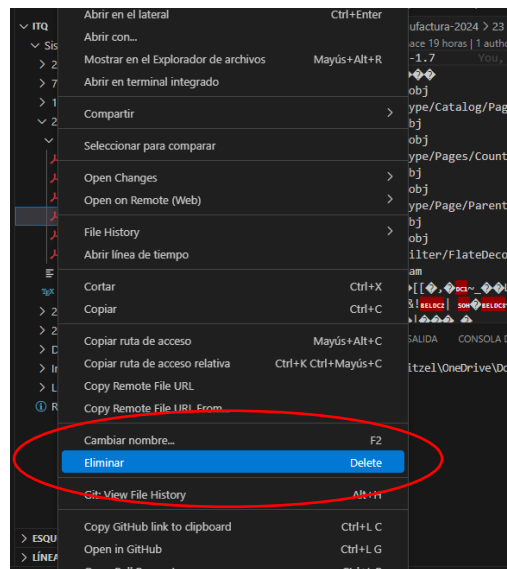 Abrir en el lateral Ctrl+Enter
ITQ
ufactura-2024 > 23
Abrir con...
Sis
ace 19 horas | 1 autho
Mostrar en el Explorador de archivos Mayús+Alt+R
-1.7 You,
Abrir en terminal integrado
obj
ype/Catalog/Pag
Compartir
bj
obj
Seleccionar para comparar
ype/Pages/Count
bj
Open Changes
obj
Open on Remote (Web)
ype/Page/Parent
bj
File History
obj
Abrir línea de tiempo
ilter/FlateDeco
am
Cortar Ctrl+X
Copiar Ctrl+C
Copiar ruta de acceso Mayús+Alt+C
SALIDA CONSOLA D
Copiar ruta de acceso relativa Ctrl+K Ctrl+Mayús+C
itzel\OneDrive\Do
Copy Remote File URL
Copy Remote File URL From...
Cambiar nombre... F2
Eliminar Delete
Git: View File History Alt+H
Copy GitHub link to clipboard Ctrl+L C
ESQU
Open in GitHub Ctrl+L G
LÍNEA